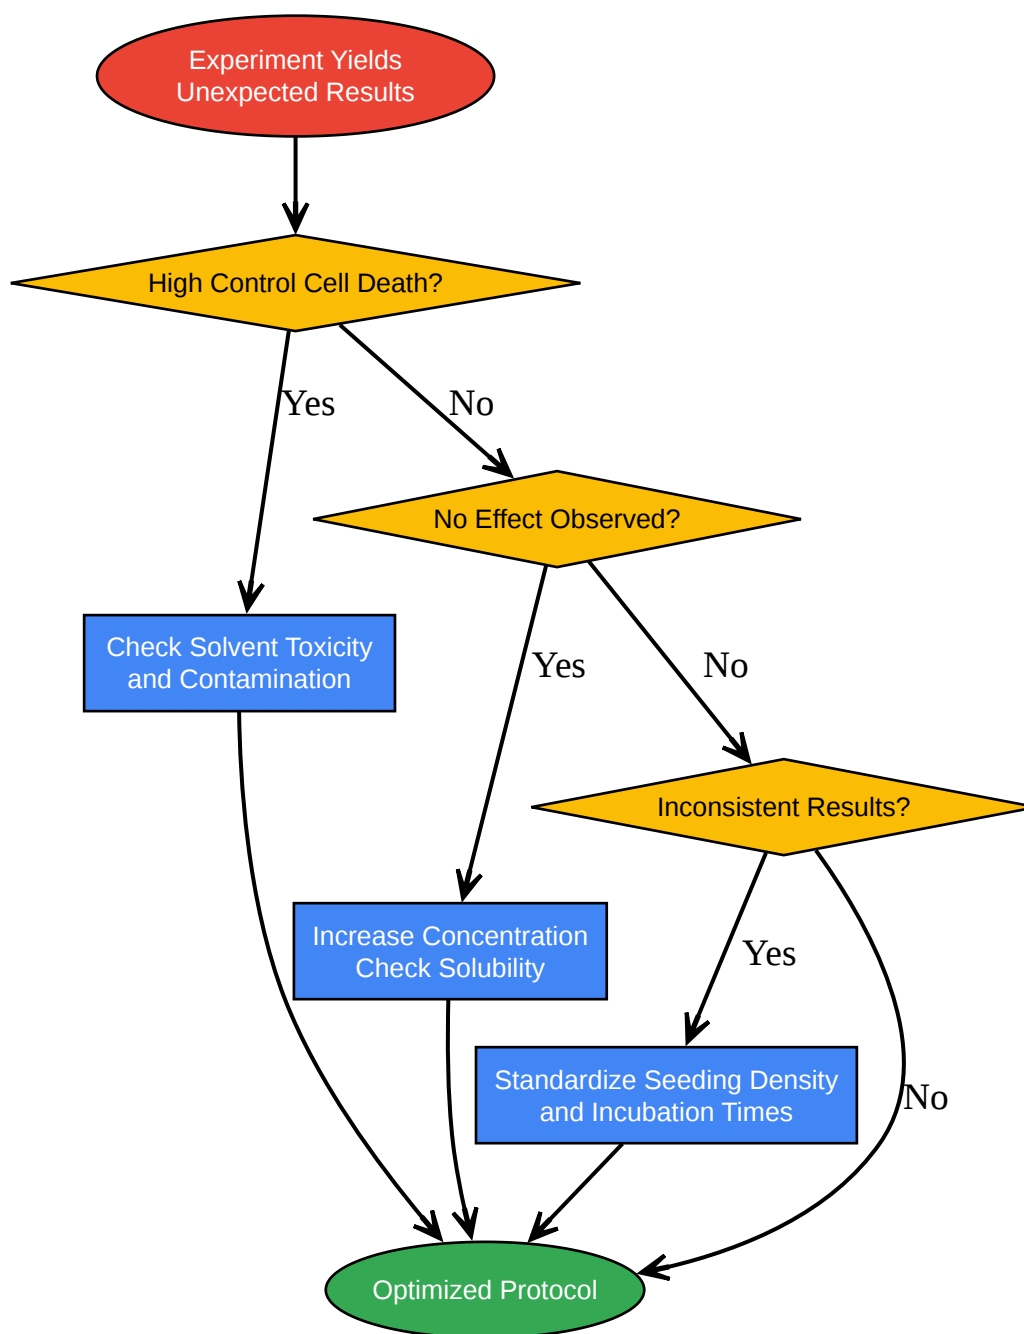 Experiment Yields
Unexpected Results
High Control Cell Death?
Yes
No
No Effect Observed?
Check Solvent Toxicity
and Contamination
Yes
No
Inconsistent Results?
Increase Concentration
Check Solubility
Yes
Standardize Seeding Density
and Incubation Times
No
Optimized Protocol